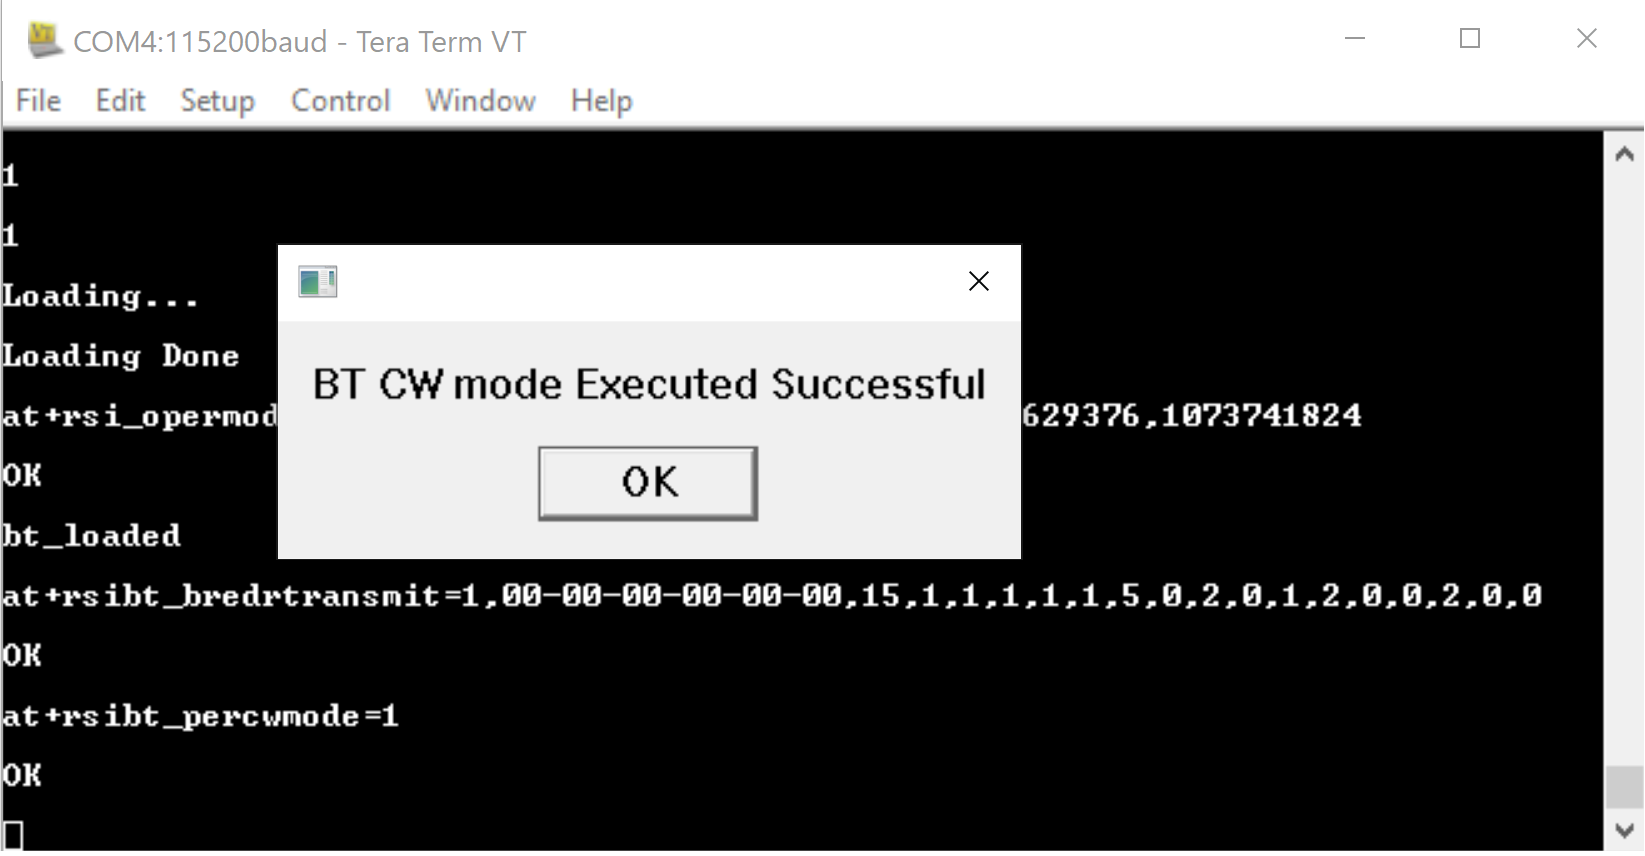 COM4:115200baud - Tera Term VT
File Edit Setup Control Window Help
1
1
Loading...
Loading Done
at+rsi_opermod
629376,1073741824
OK
bt_loaded
at+rsibt_bredrtransmit=1,00-00-00-00-00-00,15,1,1,1,1,1,5,0,2,0,1,2,0,0,2,0,0
OK
at+rsibt_percwmode=1
OK
BT CW mode Executed Successful
OK